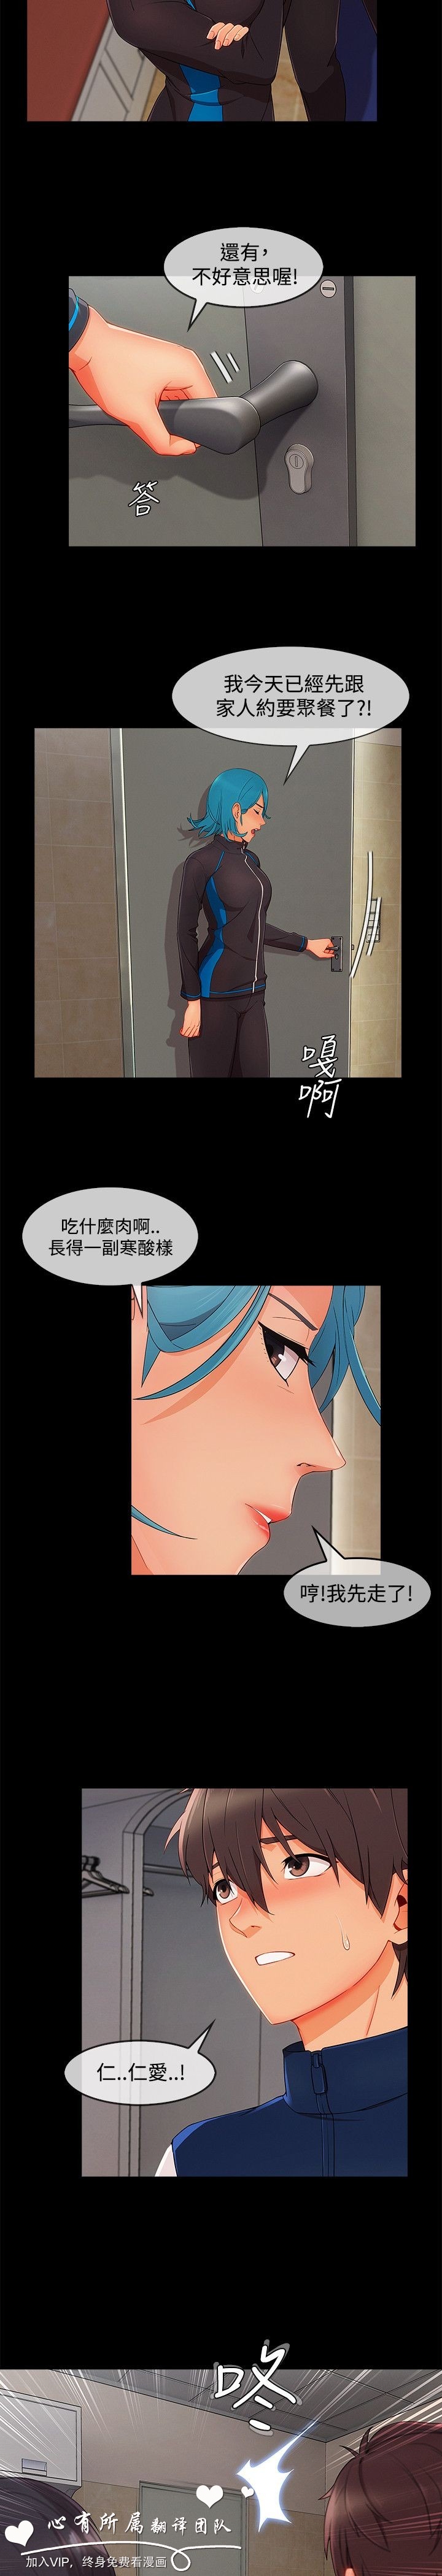 還有，
不好意思喔!
答
我今天已經先跟
家人約要聚餐了?!
嘎
啊
吃什麼肉啊..
長得一副寒酸樣
哼!我先走了!
仁..仁愛..!
咚
心有所属翻译团队
加入VIP，终身免费看漫画